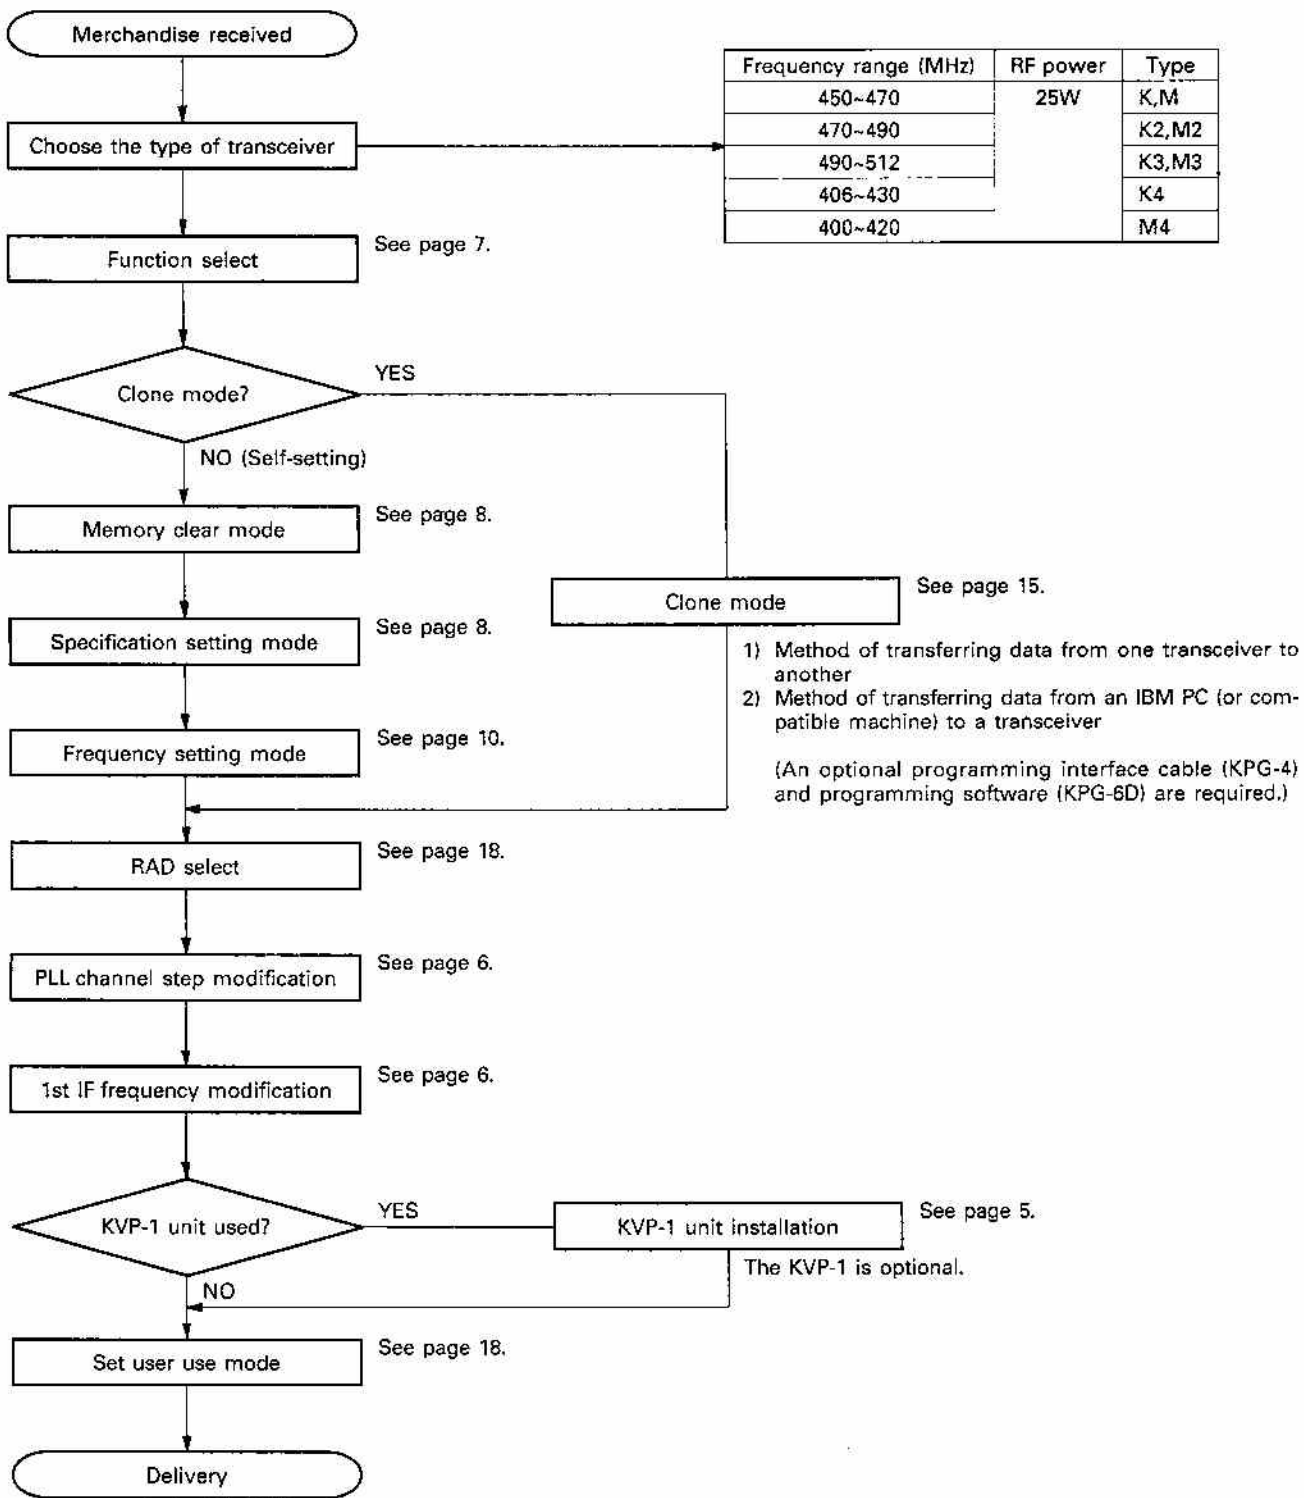 Merchandise received
Frequency range (MHz) RF power Type
450~470 25W K,M
470~490 K2,M2
490~512 K3,M3
406~430 K4
400~420 M4
Choose the type of transceiver
Function select
See page 7.
Clone mode?
YES
NO (Self-setting)
Memory clear mode
See page 8.
Specification setting mode
See page 8.
Frequency setting mode
See page 10.
Clone mode
See page 15.
1) Method of transferring data from one transceiver to
another
2) Method of transferring data from an IBM PC (or com-
patible machine) to a transceiver
(An optional programming interface cable (KPG-4)
and programming software (KPG-6D) are required.)
RAD select
See page 18.
PLL channel step modification
See page 6.
1st IF frequency modification
See page 6.
KVP-1 unit used?
YES
KVP-1 unit installation
See page 5.
The KVP-1 is optional.
NO
Set user use mode
See page 18.
Delivery